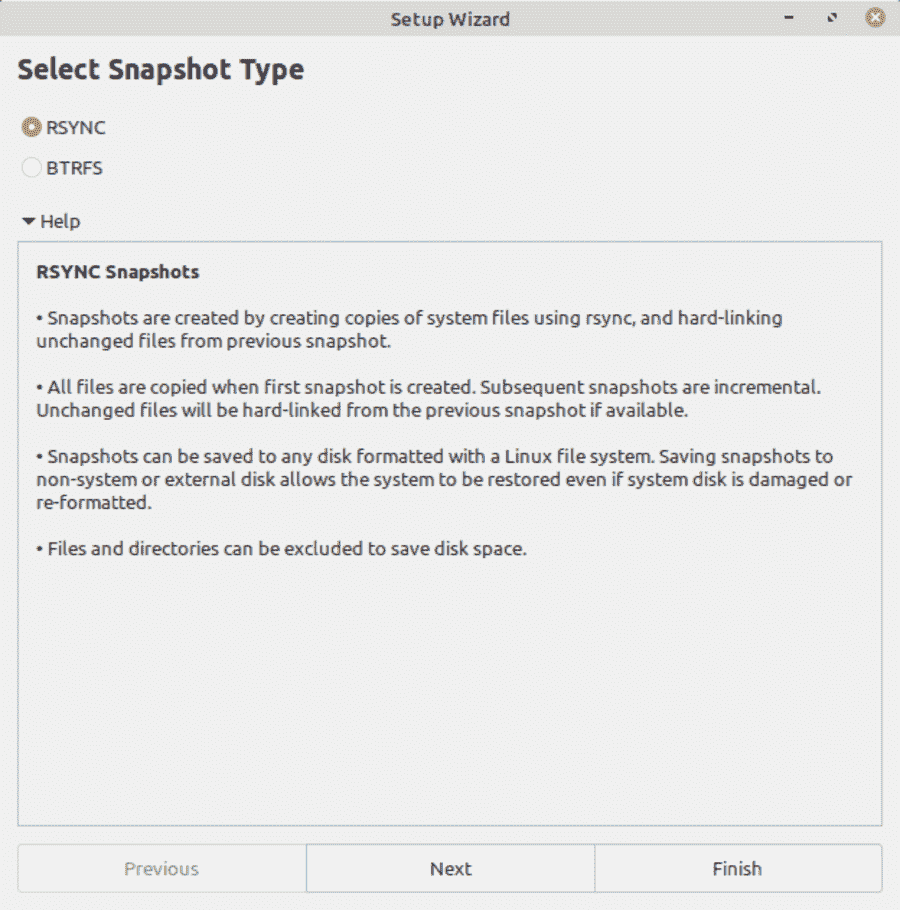 Setup Wizard
Select Snapshot Type
RSYNC
BTRFS
Help
RSYNC Snapshots
• Snapshots are created by creating copies of system files using rsync, and hard-linking
unchanged files from previous snapshot.
• All files are copied when first snapshot is created. Subsequent snapshots are incremental.
Unchanged files will be hard-linked from the previous snapshot if available.
• Snapshots can be saved to any disk formatted with a Linux file system. Saving snapshots to
non-system or external disk allows the system to be restored even if system disk is damaged or
re-formatted.
• Files and directories can be excluded to save disk space.
Previous
Next
Finish